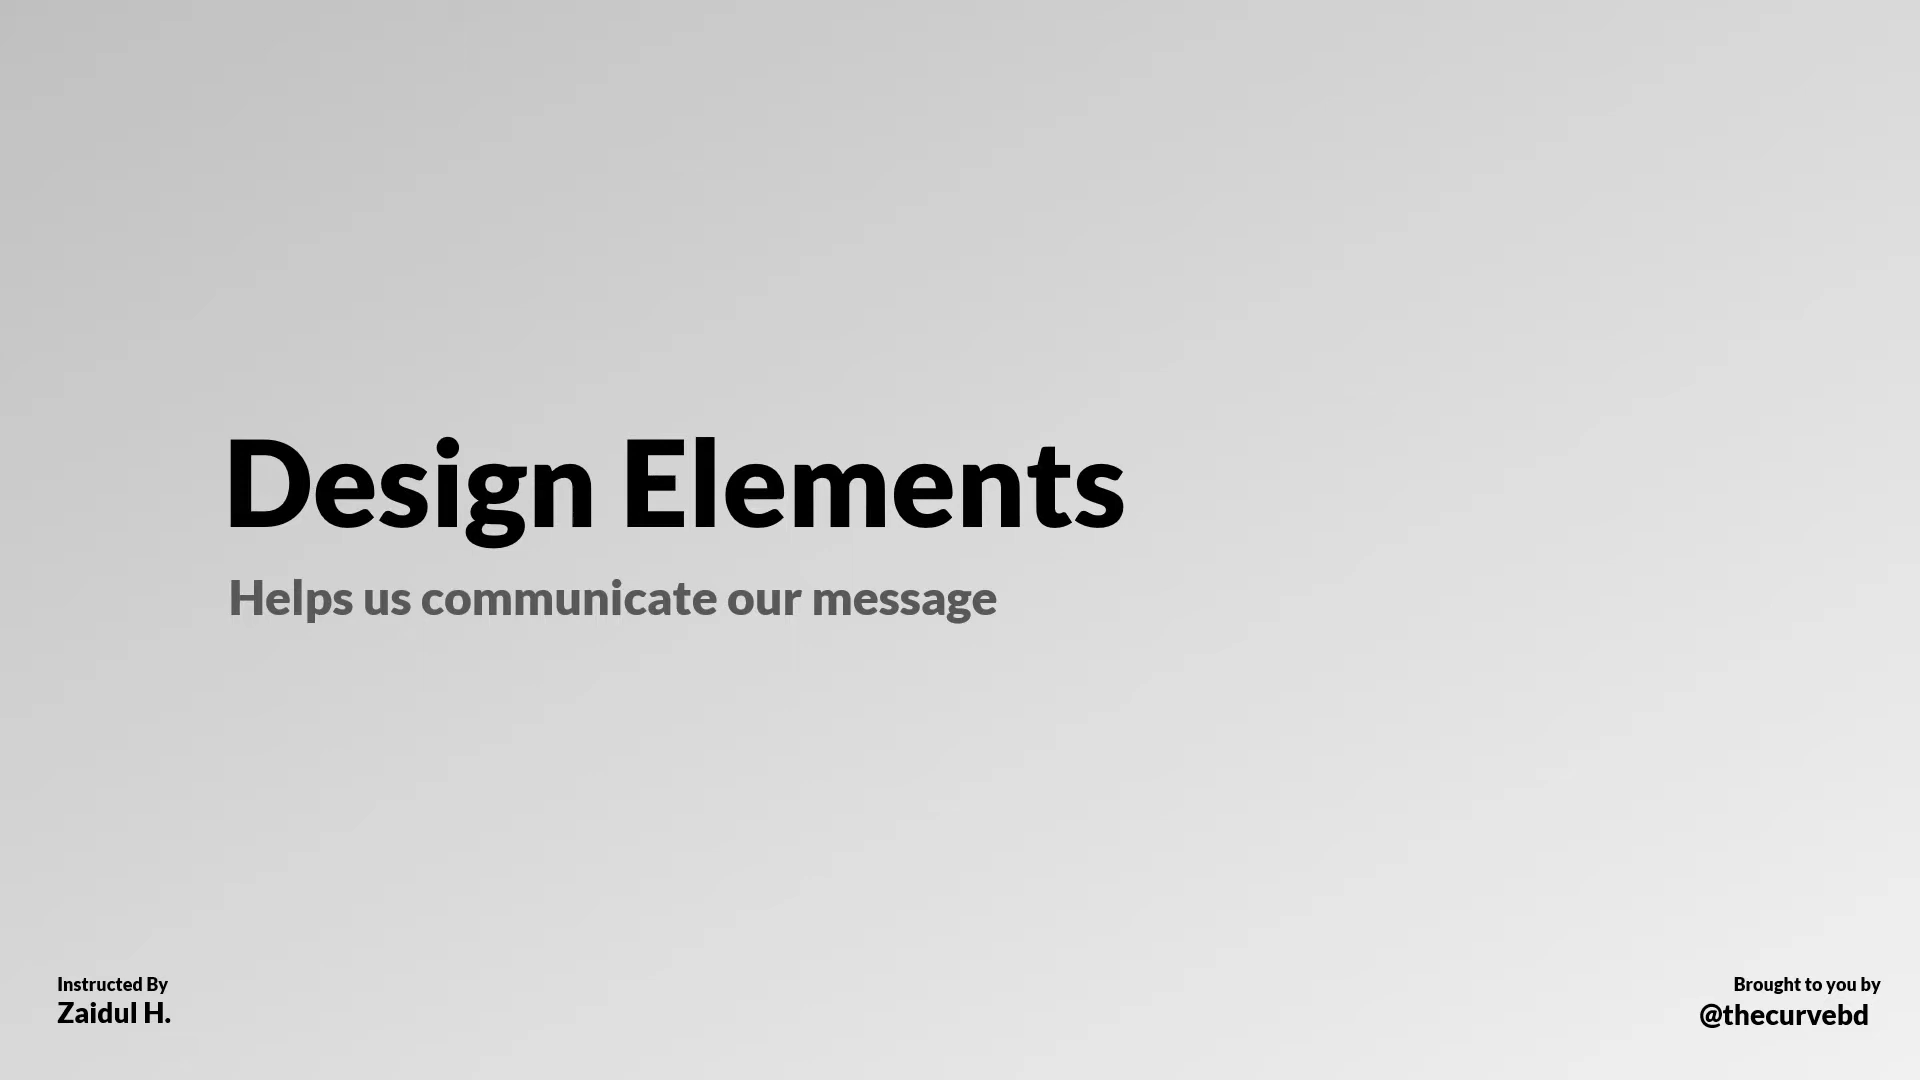 Design Elements
Helps us communicate our message
Instructed By
Zaidul H.
Brought to you by
@thecurvebd